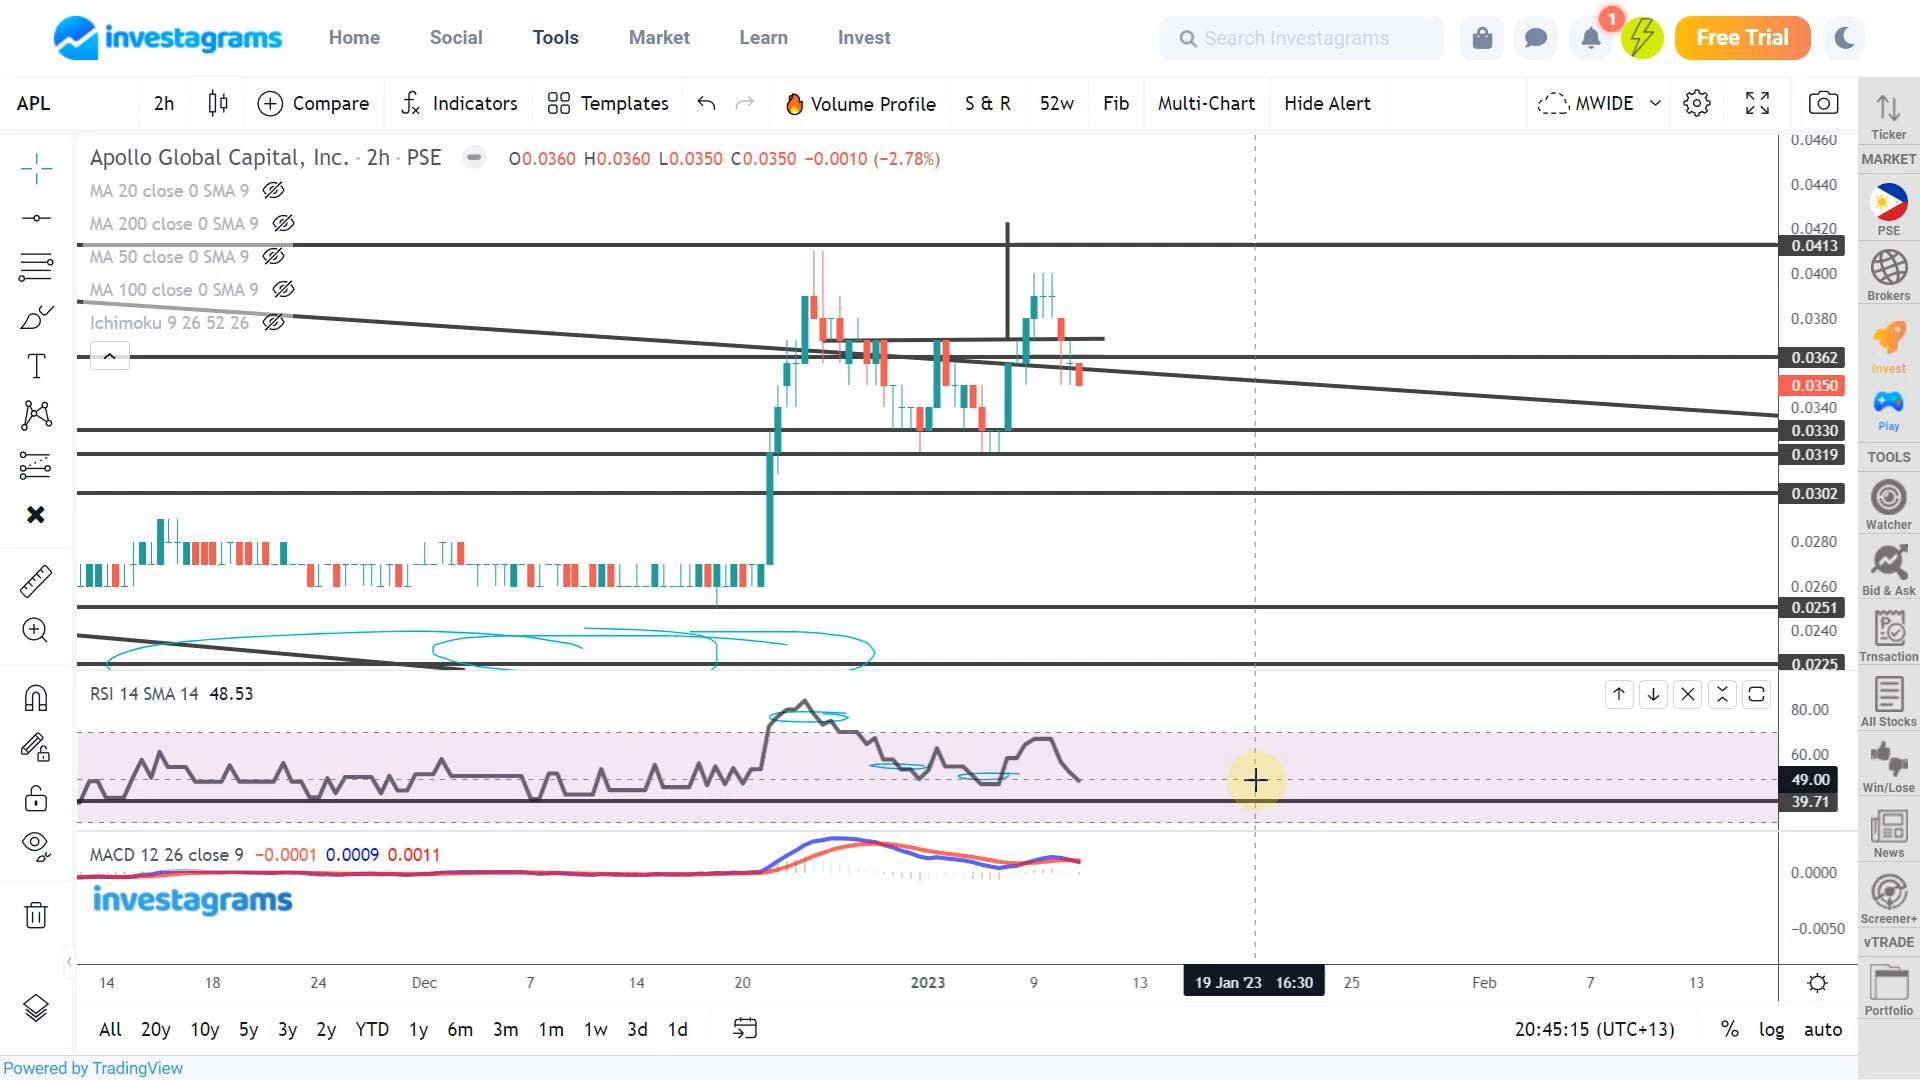 investagrams Home Social Tools Market Learn Invest Search Investagrams 1 Free Trial
APL 2h Compare Indicators Templates Volume Profile S & R 52w Fib Multi-Chart Hide Alert MWIDE
Apollo Global Capital, Inc. · 2h · PSE O0.0360 H0.0360 L0.0350 C0.0350 −0.0010 (−2.78%)
MA 20 close 0 SMA 9
MA 200 close 0 SMA 9
MA 50 close 0 SMA 9
MA 100 close 0 SMA 9
Ichimoku 9 26 52 26
0.0460
0.0440
0.0420
0.0413
0.0400
0.0380
0.0362
0.0350
0.0340
0.0330
0.0319
0.0302
0.0280
0.0260
0.0251
0.0240
0.0225
RSI 14 SMA 14 48.53
80.00
60.00
49.00
39.71
MACD 12 26 close 9 −0.0001 0.0009 0.0011
0.0000
−0.0050
investagrams
14 18 24 Dec 7 14 20 2023 9 13 19 Jan '23 16:30 25 Feb 7 13
All 20y 10y 5y 3y 2y YTD 1y 6m 3m 1m 1w 3d 1d 20:45:15 (UTC+13) % log auto
Powered by TradingView
Ticker
MARKET
PSE
Brokers
Invest
Play
TOOLS
Watcher
Bid & Ask
Trnsaction
All Stocks
Win/Lose
News
Screener+
vTRADE
Portfolio